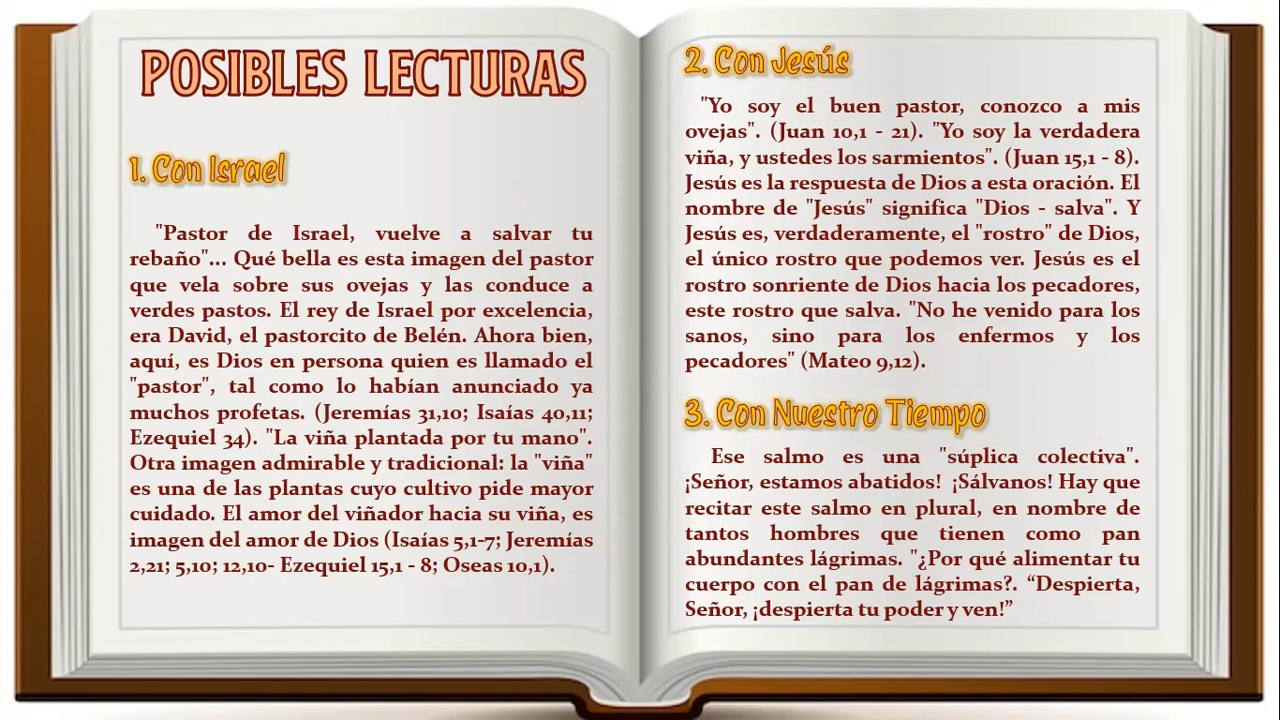 POSIBLES LECTURAS
1. Con Israel
"Pastor de Israel, vuelve a salvar tu
rebaño"... Qué bella es esta imagen del pastor
que vela sobre sus ovejas y las conduce a
verdes pastos. El rey de Israel por excelencia,
era David, el pastorcito de Belén. Ahora bien,
aquí, es Dios en persona quien es llamado el
"pastor", tal como lo habían anunciado ya
muchos profetas. (Jeremías 31,10; Isaías 40,11;
Ezequiel 34). "La viña plantada por tu mano".
Otra imagen admirable y tradicional: la "viña"
es una de las plantas cuyo cultivo pide mayor
cuidado. El amor del viñador hacia su viña, es
imagen del amor de Dios (Isaías 5,1-7; Jeremías
2,21; 5,10; 12,10- Ezequiel 15,1 - 8; Oseas 10,1).
2. Con Jesús
"Yo soy el buen pastor, conozco a mis
ovejas". (Juan 10,1 - 21). "Yo soy la verdadera
viña, y ustedes los sarmientos". (Juan 15,1 - 8).
Jesús es la respuesta de Dios a esta oración. El
nombre de "Jesús" significa "Dios - salva". Y
Jesús es, verdaderamente, el "rostro" de Dios,
el único rostro que podemos ver. Jesús es el
rostro sonriente de Dios hacia los pecadores,
este rostro que salva. "No he venido para los
sanos, sino para los enfermos y los
pecadores" (Mateo 9,12).
3. Con Nuestro Tiempo
Ese salmo es una "súplica colectiva".
¡Señor, estamos abatidos! ¡Sálvanos! Hay que
recitar este salmo en plural, en nombre de
tantos hombres que tienen como pan
abundantes lágrimas. "¿Por qué alimentar tu
cuerpo con el pan de lágrimas?. “Despierta,
Señor, ¡despierta tu poder y ven!”